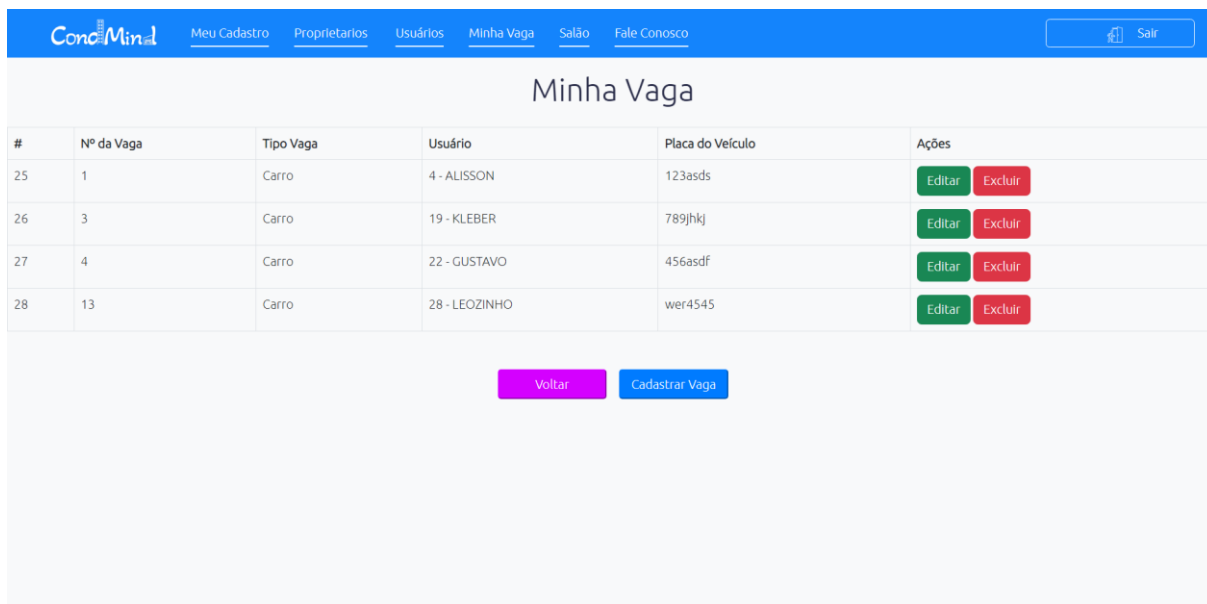 CondMind Meu Cadastro Proprietarios Usuários Minha Vaga Salão Fale Conosco Sair
Minha Vaga
# Nº da Vaga Tipo Vaga Usuário Placa do Veículo Ações
25 1 Carro 4 - ALISSON 123asds Editar Excluir
26 3 Carro 19 - KLEBER 789jhkj Editar Excluir
27 4 Carro 22 - GUSTAVO 456asdf Editar Excluir
28 13 Carro 28 - LEOZINHO wer4545 Editar Excluir
Voltar Cadastrar Vaga